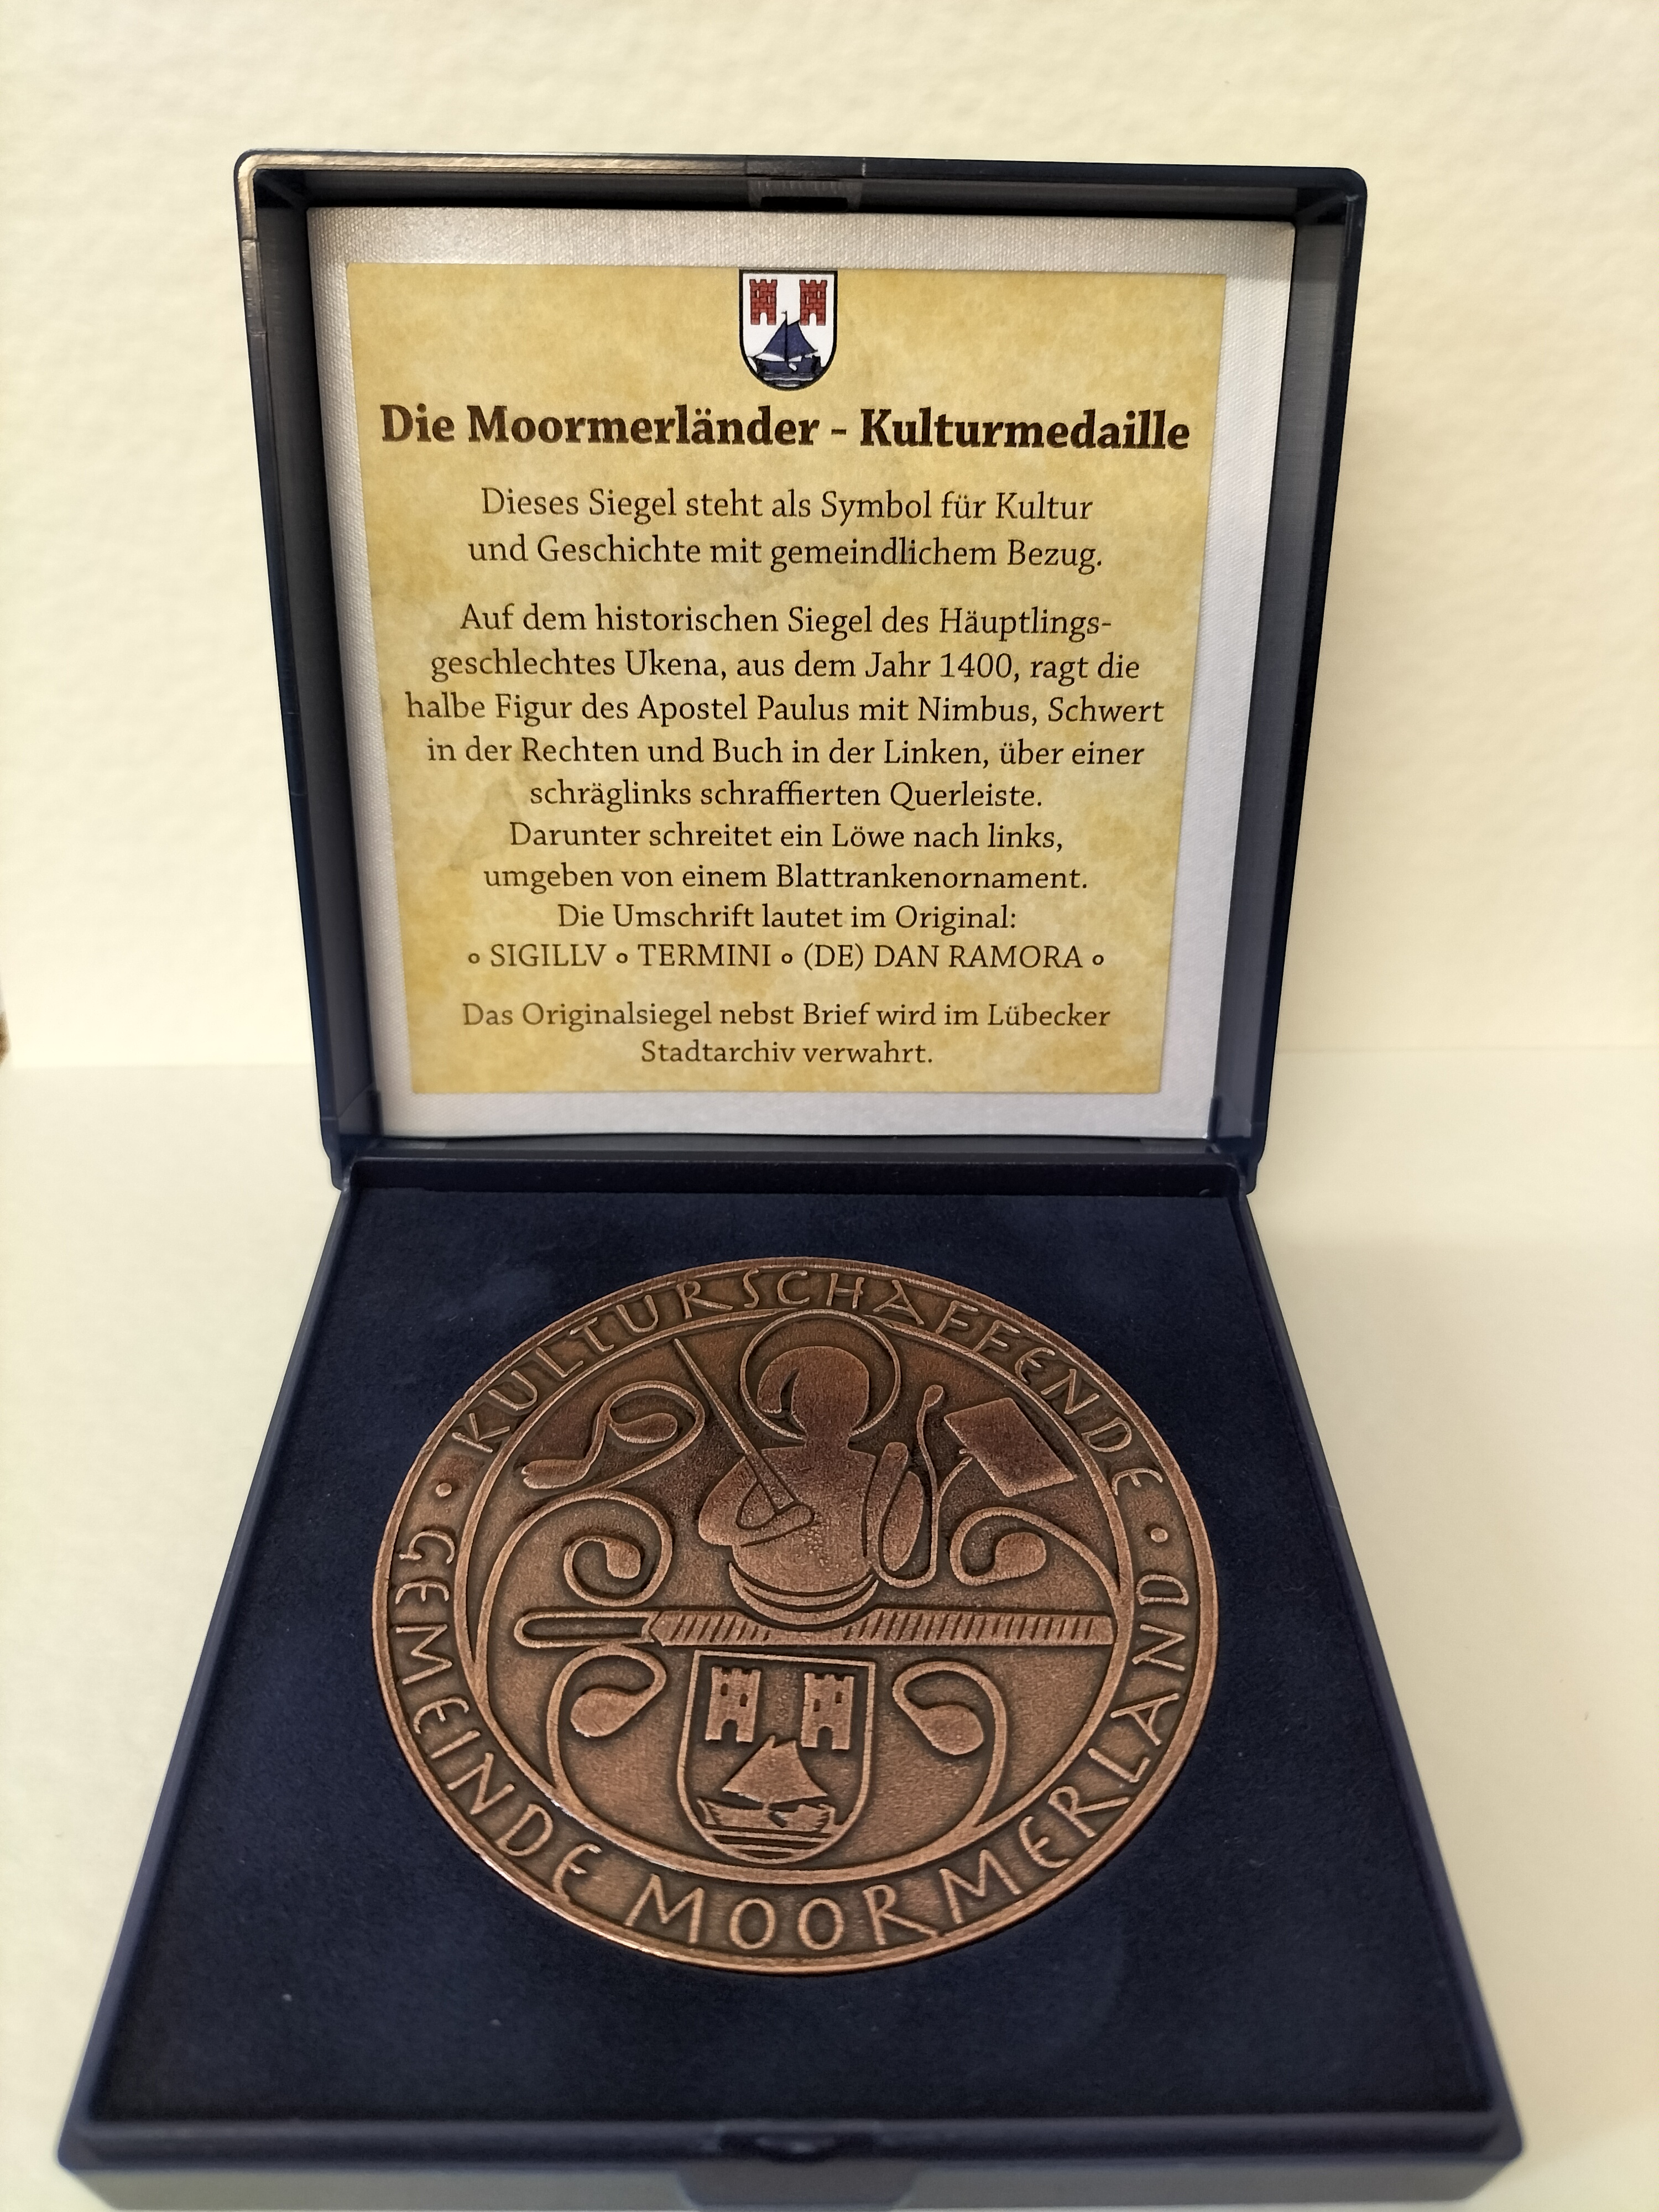 Die Moormerländer - Kulturmedaille
Dieses Siegel steht als Symbol für Kultur
und Geschichte mit gemeindlichem Bezug.
Auf dem historischen Siegel des Häuptlings-
geschlechtes Ukena, aus dem Jahr 1400, ragt die
halbe Figur des Apostel Paulus mit Nimbus, Schwert
in der Rechten und Buch in der Linken, über einer
schräglinks schraffierten Querleiste.
Darunter schreitet ein Löwe nach links,
umgeben von einem Blattrankenornament.
Die Umschrift lautet im Original:
∘ SIGILLV ∘ TERMINI ∘ (DE) DAN RAMORA ∘
Das Originalsiegel nebst Brief wird im Lübecker
Stadtarchiv verwahrt.
· KULTURSCHAFFENDE ·
GEMEINDE MOORMERLAND